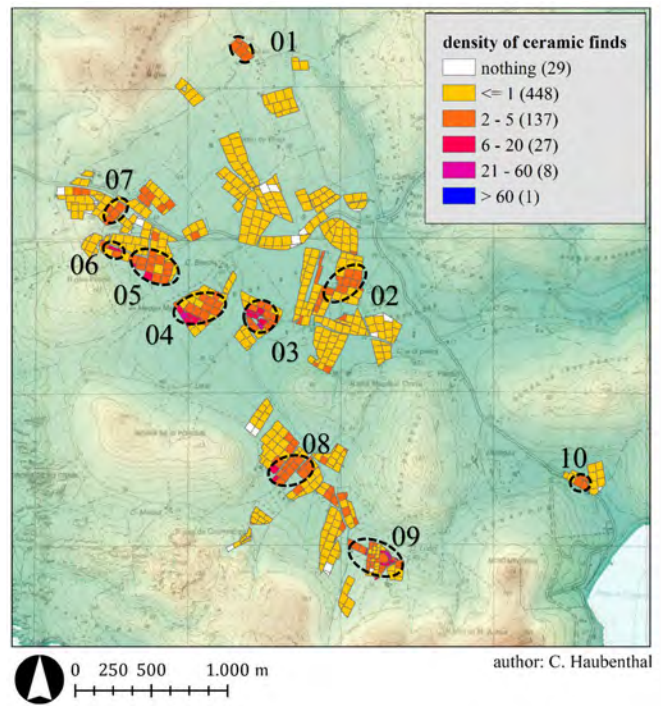 01
density of ceramic finds
nothing (29)
<= 1 (448)
2 - 5 (137)
6 - 20 (27)
21 - 60 (8)
> 60 (1)
07
06
05
04
03
02
08
10
09
0 250 500 1.000 m
author: C. Haubenthal